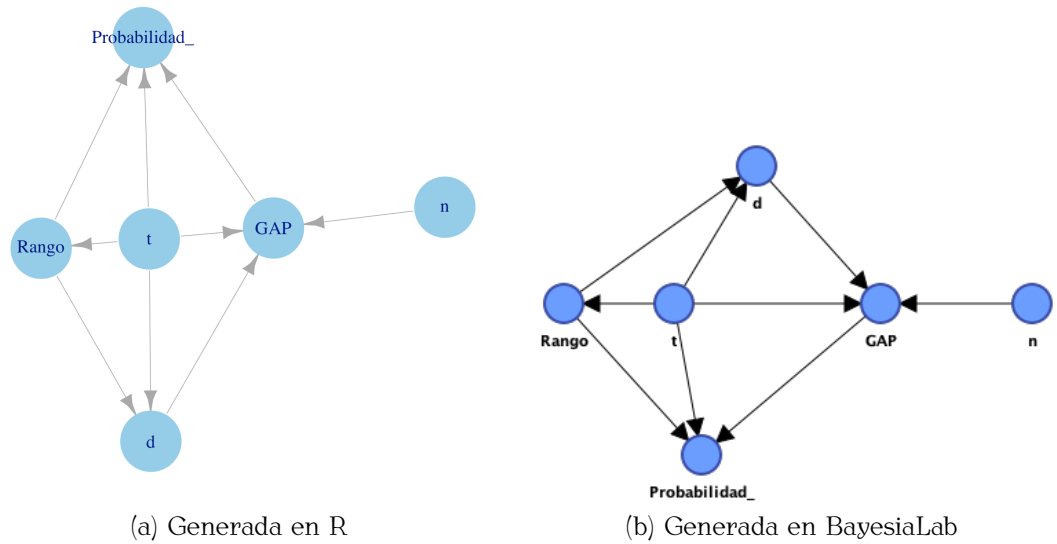 Probabilidad_
Rango
t
GAP
n
d
(a) Generada en R
d
Rango
t
GAP
n
Probabilidad_
(b) Generada en BayesiaLab